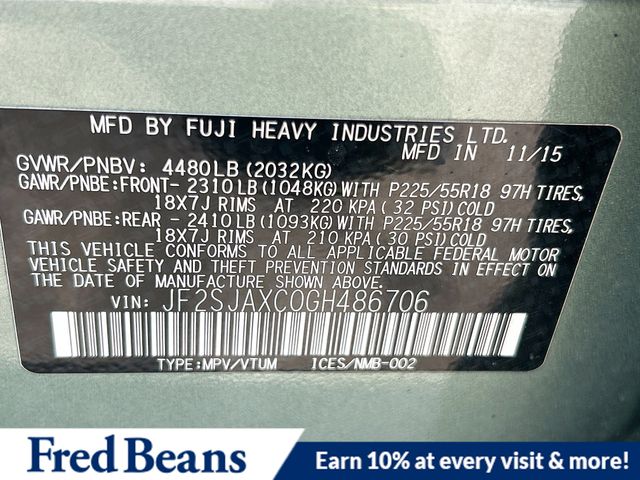 MFD BY FUJI HEAVY INDUSTRIES LTD.
MFD IN 11/15
GVWR/PNBV: 4480LB (2032KG)
GAWR/PNBE:FRONT- 2310LB (1048KG) WITH P225/55R18 97H TIRES,
18X7J RIMS AT 220 KPA (32 PSI) COLD
GAWR/PNBE:REAR - 2410LB (1093KG) WITH P225/55R18 97H TIRES,
18X7J RIMS AT 210 KPA (30 PSI) COLD
THIS VEHICLE CONFORMS TO ALL APPLICABLE FEDERAL MOTOR
VEHICLE SAFETY AND THEFT PREVENTION STANDARDS IN EFFECT ON
THE DATE OF MANUFACTURE SHOWN ABOVE.
VIN: JF2SJAXC0GH486706
TYPE:MPV/VTUM ICES/NMB-002
Fred Beans
Earn 10% at every visit & more!